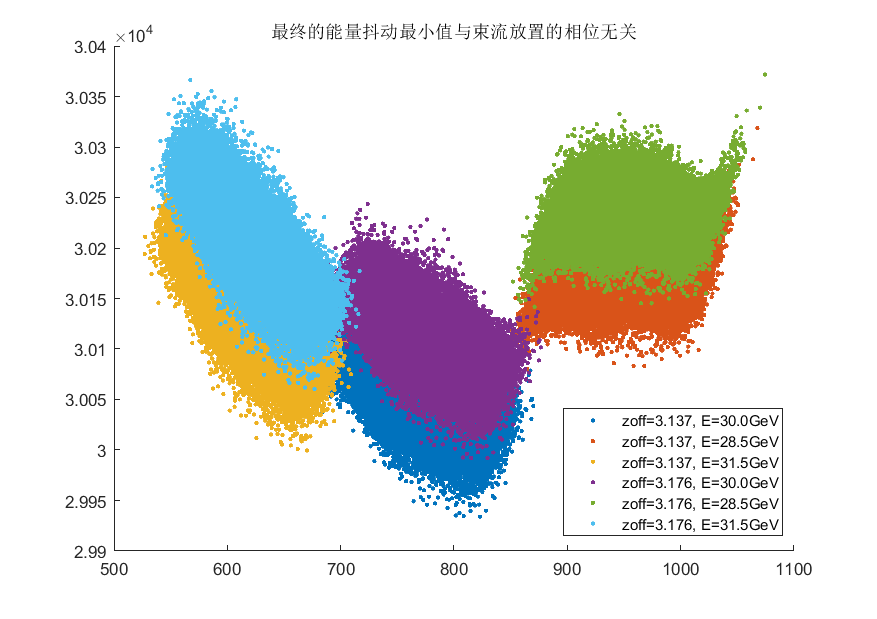 最终的能量抖动最小值与束流放置的相位无关
×10⁴
3.04
3.035
3.03
3.025
3.02
3.015
3.01
3.005
3
2.995
2.99
500 600 700 800 900 1000 1100
zoff=3.137, E=30.0GeV
zoff=3.137, E=28.5GeV
zoff=3.137, E=31.5GeV
zoff=3.176, E=30.0GeV
zoff=3.176, E=28.5GeV
zoff=3.176, E=31.5GeV